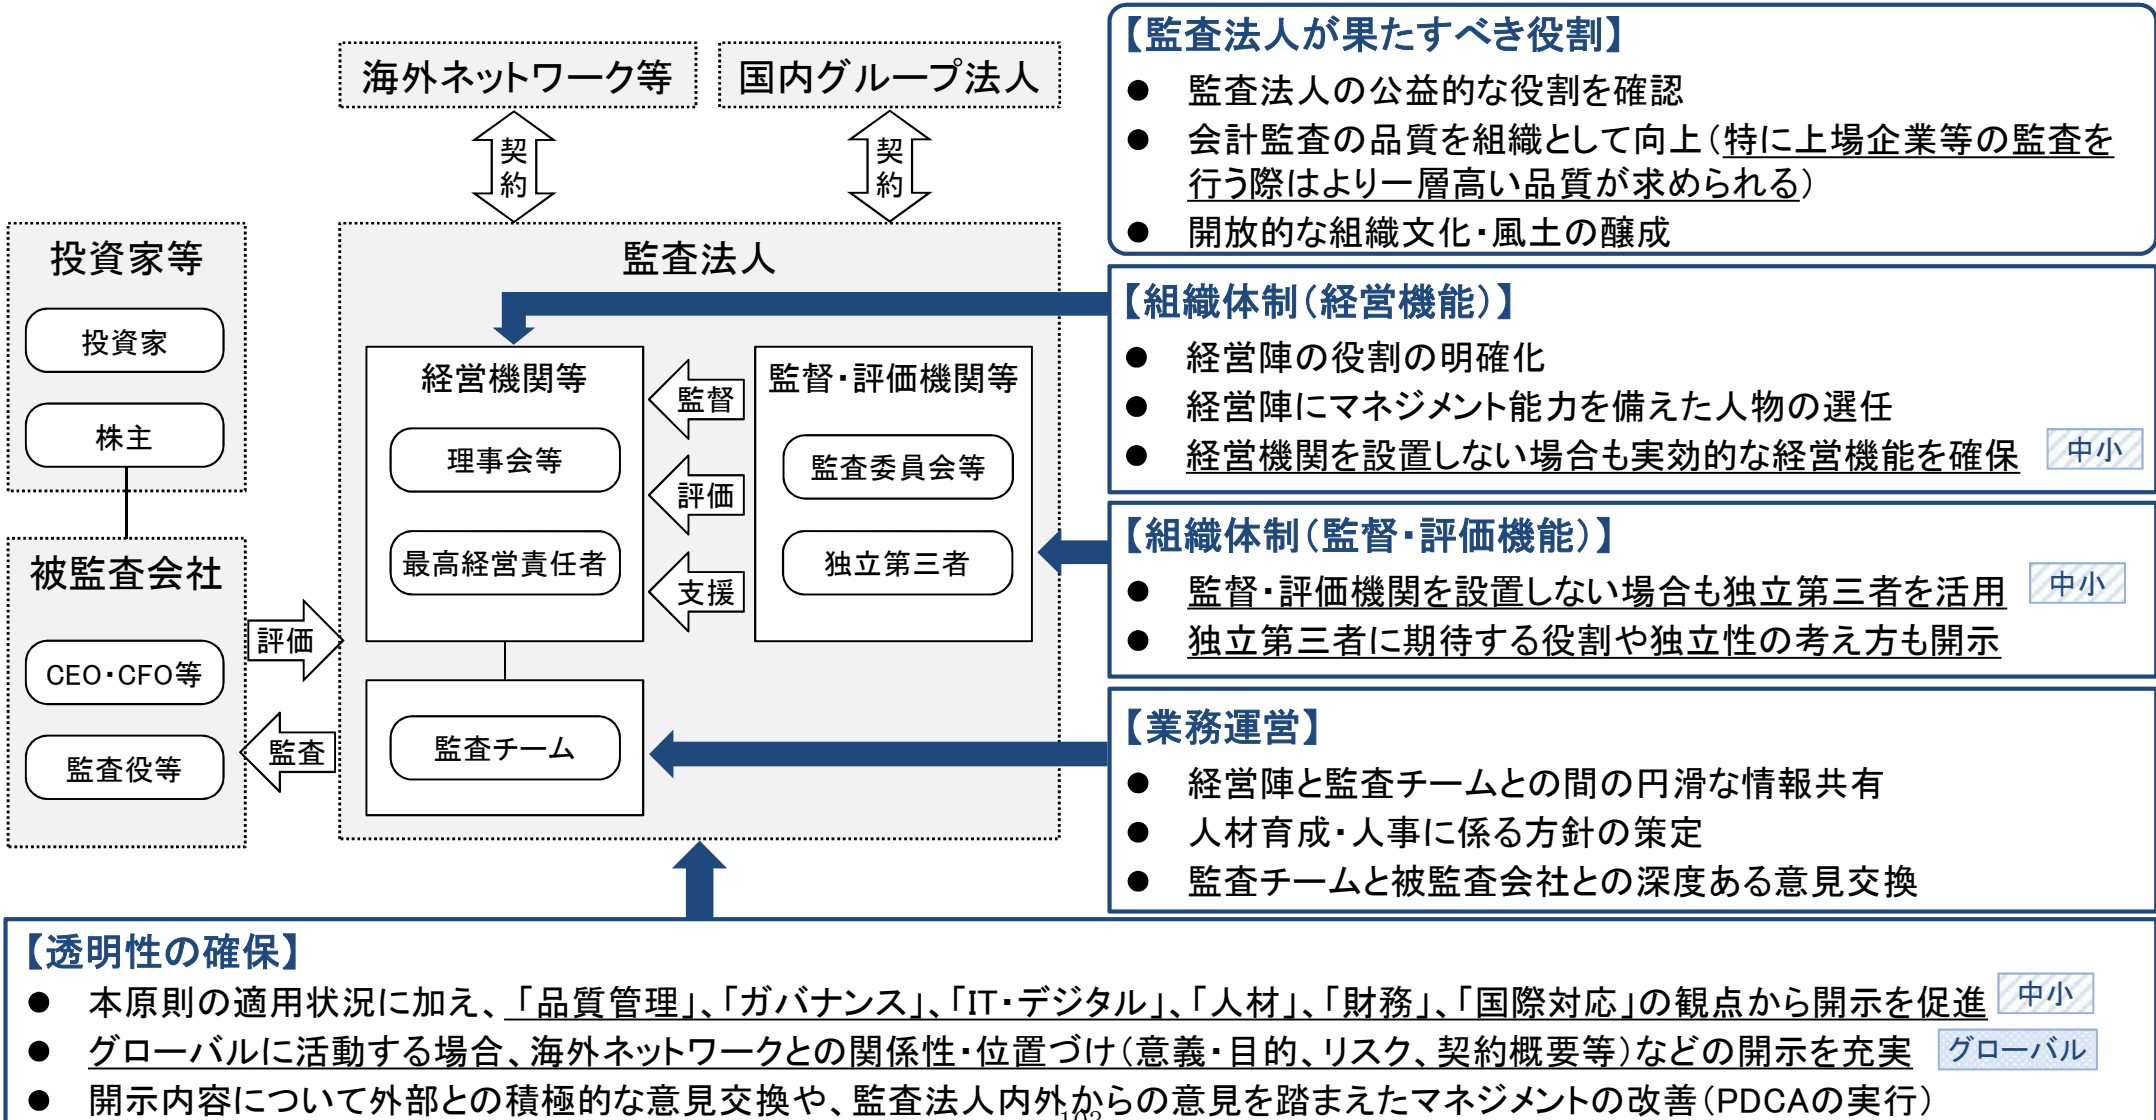 海外ネットワーク等
国内グループ法人
契約
契約
投資家等
投資家
株主
被監査会社
CEO・CFO等
監査役等
評価
監査
監査法人
経営機関等
理事会等
最高経営責任者
監督
評価
支援
監督・評価機関等
監査委員会等
独立第三者
監査チーム
【監査法人が果たすべき役割】
● 監査法人の公益的な役割を確認
● 会計監査の品質を組織として向上（特に上場企業等の監査を
行う際はより一層高い品質が求められる）
● 開放的な組織文化・風土の醸成
【組織体制（経営機能）】
● 経営陣の役割の明確化
● 経営陣にマネジメント能力を備えた人物の選任
● 経営機関を設置しない場合も実効的な経営機能を確保 中小
【組織体制（監督・評価機能）】
● 監督・評価機関を設置しない場合も独立第三者を活用 中小
● 独立第三者に期待する役割や独立性の考え方も開示
【業務運営】
● 経営陣と監査チームとの間の円滑な情報共有
● 人材育成・人事に係る方針の策定
● 監査チームと被監査会社との深度ある意見交換
【透明性の確保】
● 本原則の適用状況に加え、「品質管理」、「ガバナンス」、「IT・デジタル」、「人材」、「財務」、「国際対応」の観点から開示を促進 中小
● グローバルに活動する場合、海外ネットワークとの関係性・位置づけ（意義・目的、リスク、契約概要等）などの開示を充実 グローバル
● 開示内容について外部との積極的な意見交換や、監査法人内外からの意見を踏まえたマネジメントの改善（PDCAの実行）